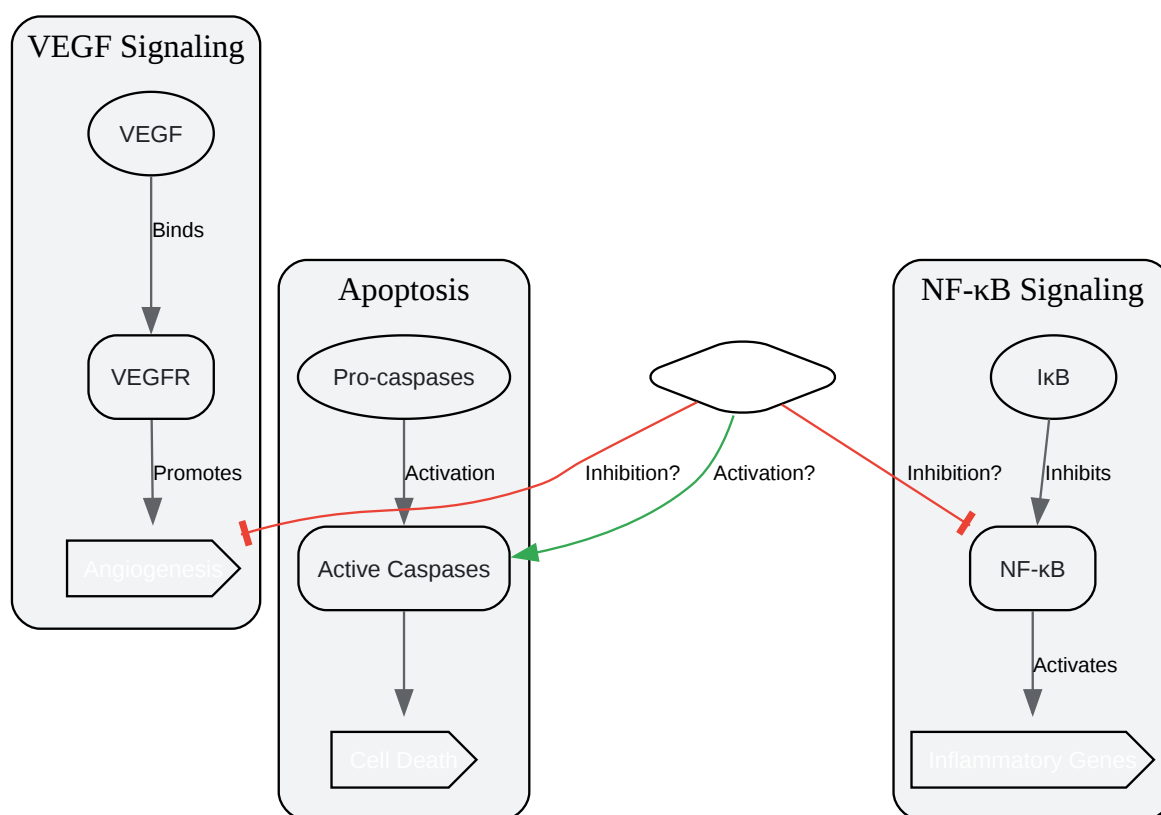 VEGF Signaling
VEGF
Binds
VEGFR
Promotes
Angiogenesis
Apoptosis
Pro-caspases
Activation
Active Caspases
Cell Death
Inhibition?
Activation?
Inhibition?
NF-κB Signaling
IκB
Inhibits
NF-κB
Activates
Inflammatory Genes